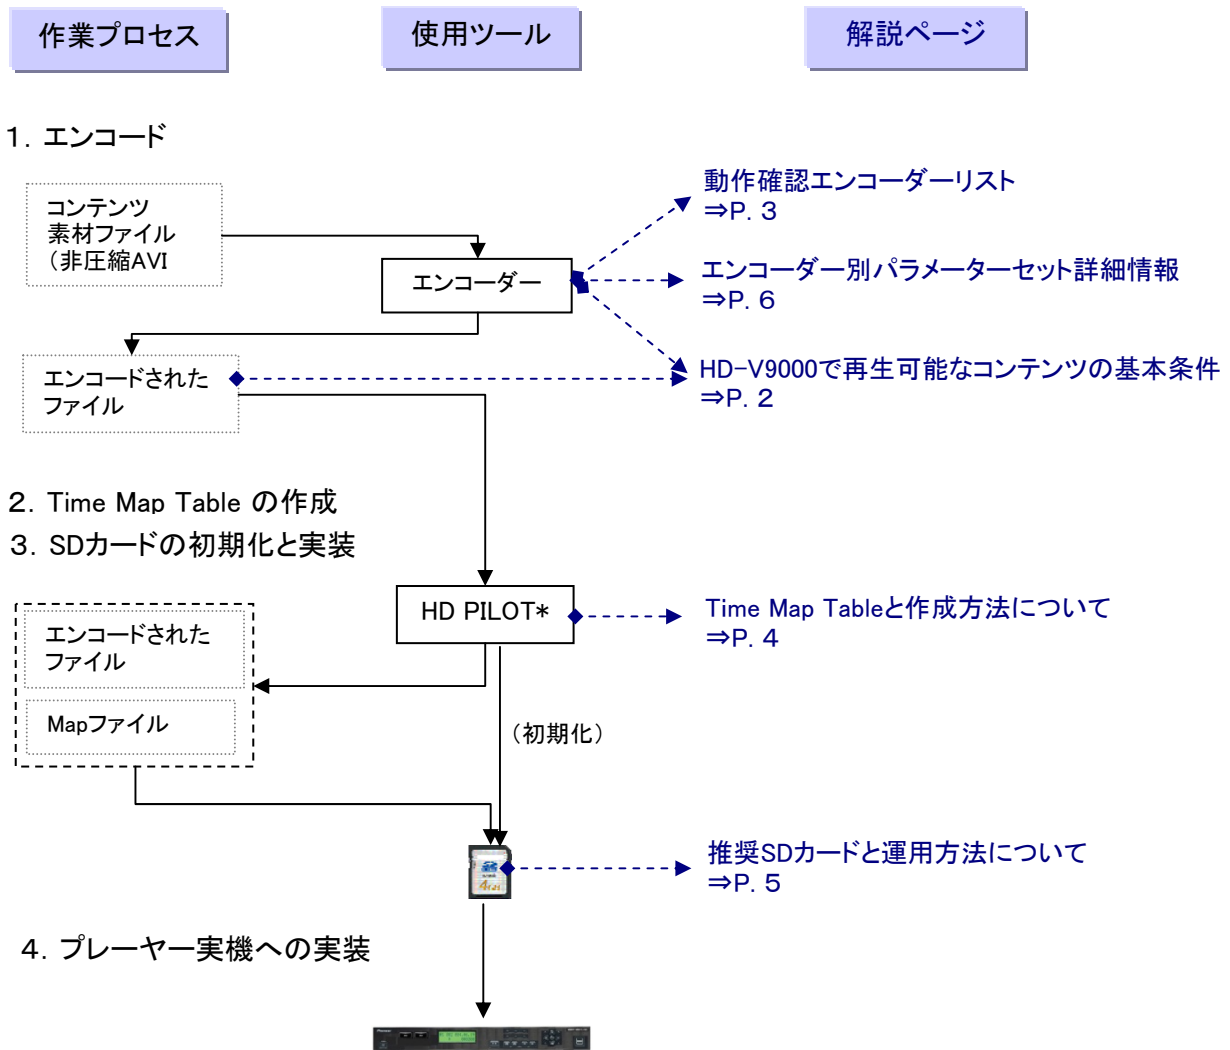 作業プロセス
使用ツール
解説ページ
１．エンコード
コンテンツ
素材ファイル
（非圧縮AVI
エンコーダー
動作確認エンコーダーリスト
⇒P．３
エンコーダー別パラメーターセット詳細情報
⇒P．６
エンコードされた
ファイル
HD-V9000で再生可能なコンテンツの基本条件
⇒P．２
２．Time Map Table の作成
３．SDカードの初期化と実装
HD PILOT*
Time Map Tableと作成方法について
⇒P．４
エンコードされた
ファイル
Mapファイル
（初期化）
推奨SDカードと運用方法について
⇒P．５
４．プレーヤー実機への実装